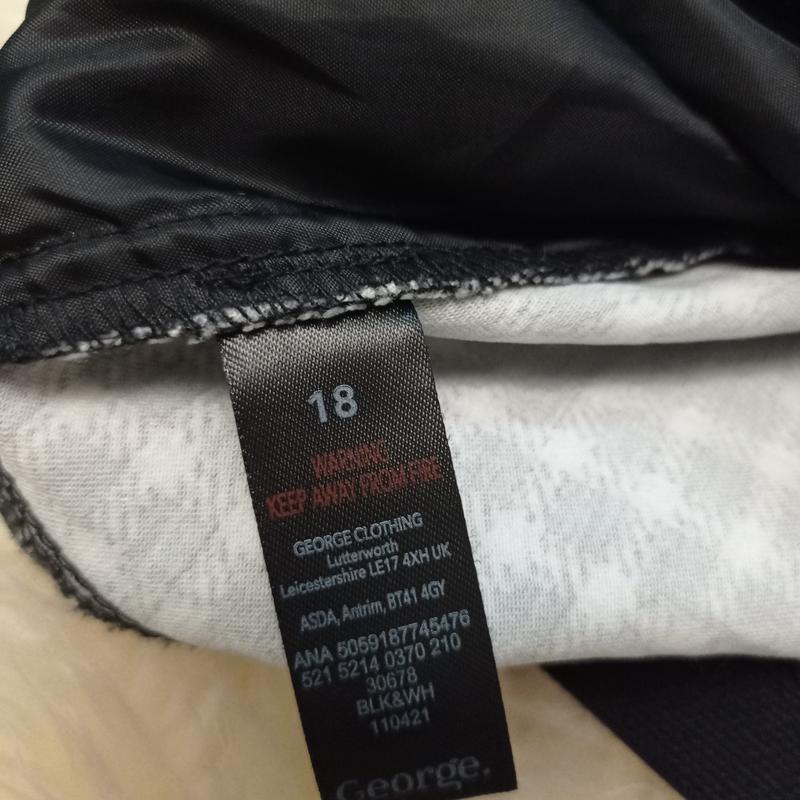 18
WARNING
KEEP AWAY FROM FIRE
GEORGE CLOTHING
Lutterworth
Leicestershire LE17 4XH UK
ASDA, Antrim, BT41 4GY
ANA 5059187745476
521 5214 0370 210
30678
BLK&WH
110421
George.